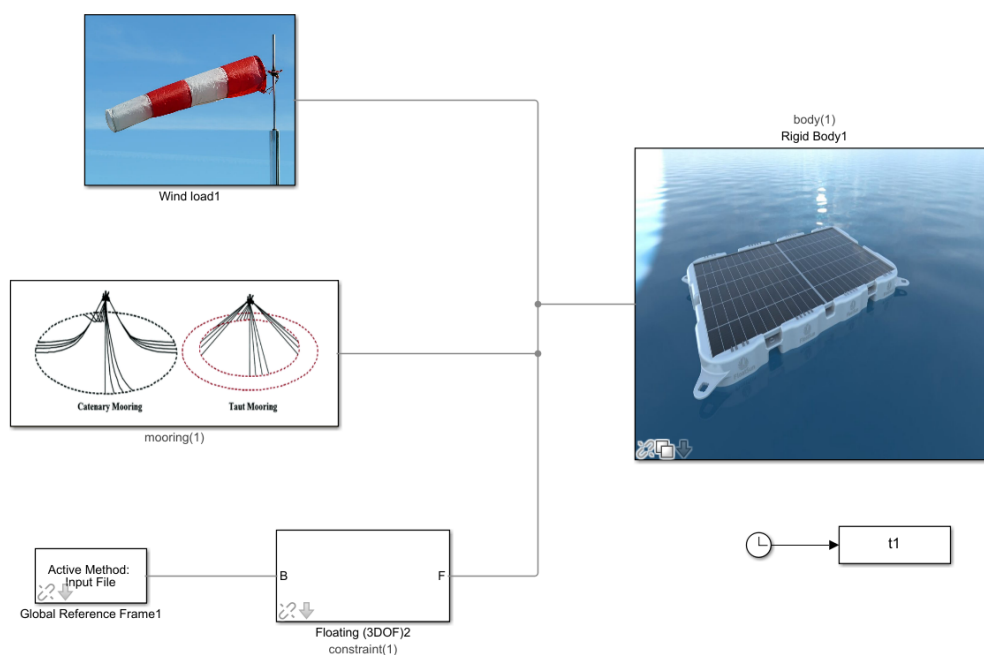 Wind load1
body(1)
Rigid Body1
Catenary Mooring
Taut Mooring
mooring(1)
Active Method:
Input File
Global Reference Frame1
B
F
Floating (3DOF)2
constraint(1)
t1